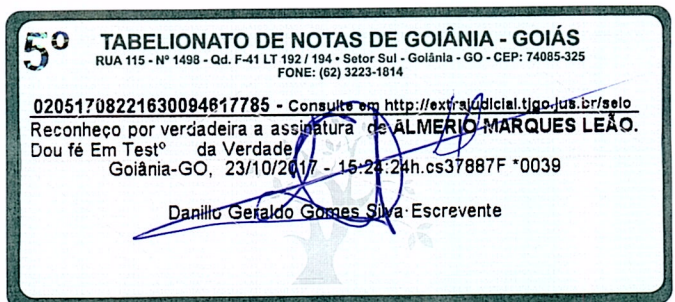 5º TABELIONATO DE NOTAS DE GOIÂNIA - GOIÁS
RUA 115 - Nº 1498 - Qd. F-41 LT 192 / 194 • Setor Sul - Goiânia - GO - CEP: 74085-325
FONE: (62) 3223-1814
02051708221630094617785 - Consulte em http://extrajudicial.tjgo.jus.br/selo
Reconheço por verdadeira a assinatura de ALMERIO MARQUES LEÃO.
Dou fé Em Testº da Verdade
Goiânia-GO, 23/10/2017 - 15:24:24h.cs37887F *0039
Danillo Geraldo Gomes Silva-Escrevente